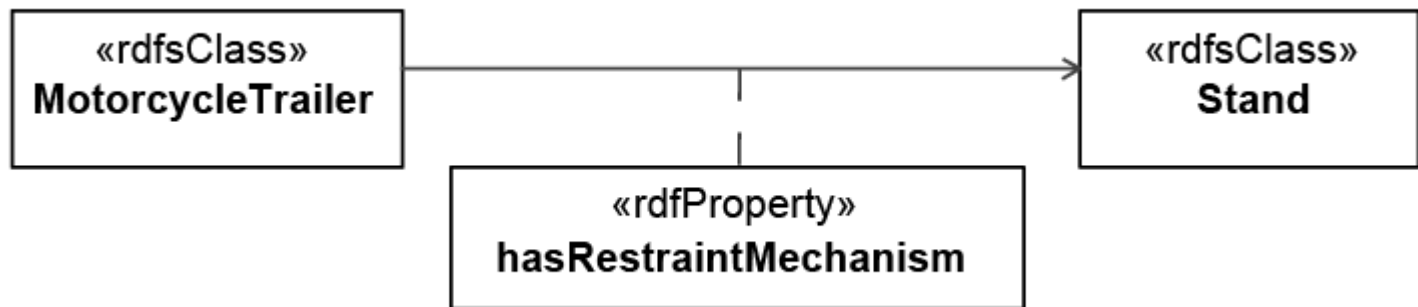 «rdfsClass»
MotorcycleTrailer
«rdfsClass»
Stand
«rdfProperty»
hasRestraintMechanism